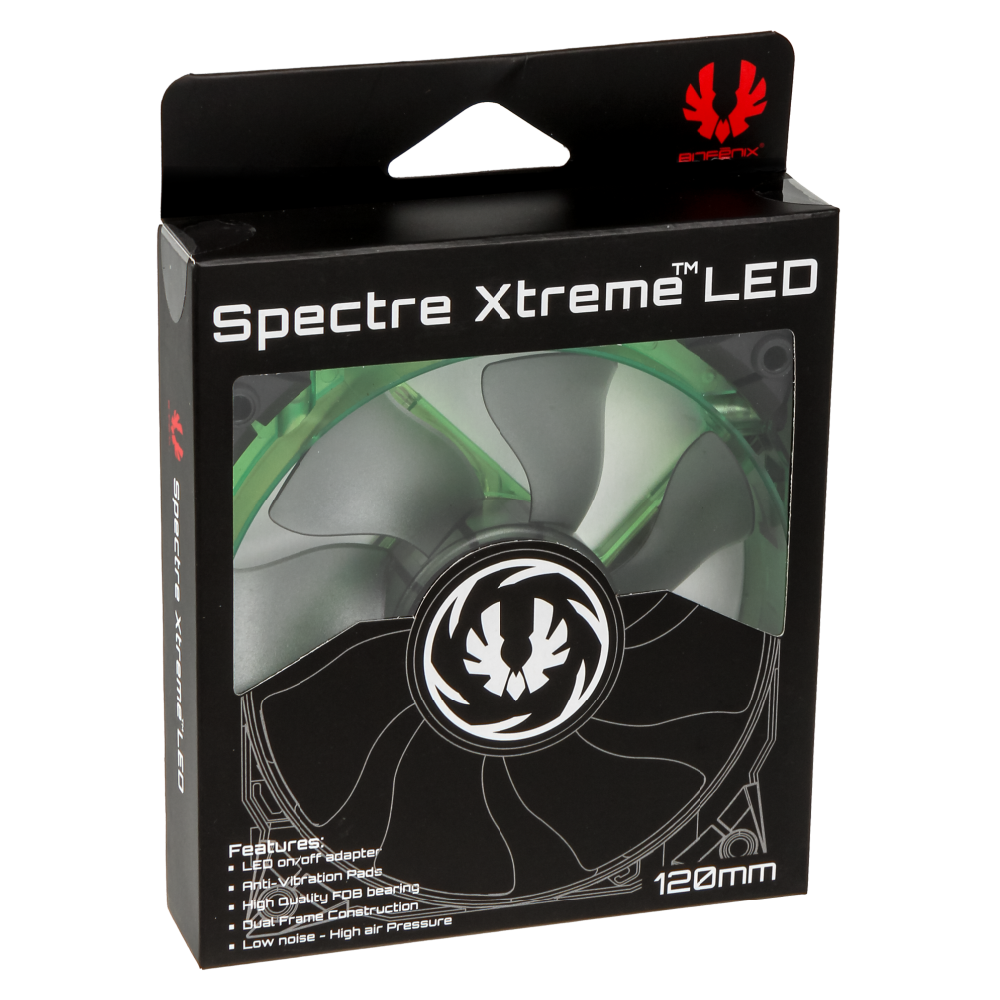 BITFENIX®
Spectre Xtreme™ LED
Spectre Xtreme™ LED
Features:
▪ LED on/off adapter
▪ Anti-Vibration Pads
▪ High Quality FDB bearing
▪ Dual Frame Construction
▪ Low noise - High air Pressure
120mm